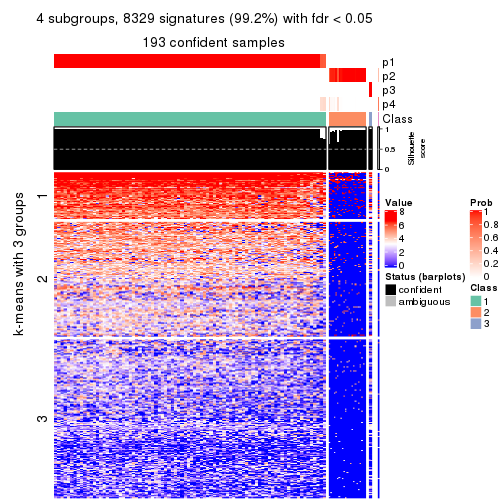 4 subgroups, 8329 signatures (99.2%) with fdr < 0.05
193 confident samples
p1
p2
p3
p4
Class
1
0.5
0
Silhouette
score
k-means with 3 groups
1
2
3
Value
8
6
4
2
0
Status (barplots)
confident
ambiguous
Prob
1
0.8
0.6
0.4
0.2
0
Class
1
2
3